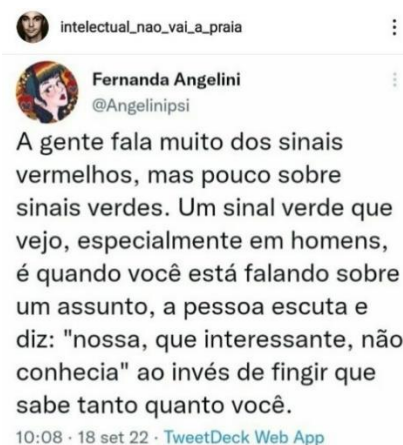 intelectual_nao_vai_a_praia
Fernanda Angelini
@Angelinipsi
A gente fala muito dos sinais
vermelhos, mas pouco sobre
sinais verdes. Um sinal verde que
vejo, especialmente em homens,
é quando você está falando sobre
um assunto, a pessoa escuta e
diz: "nossa, que interessante, não
conhecia" ao invés de fingir que
sabe tanto quanto você.
10:08 · 18 set 22 · TweetDeck Web App